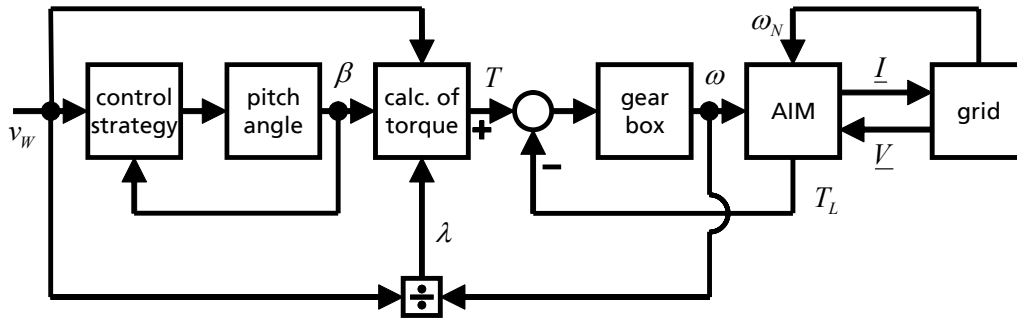 ω_N
β
T
ω
I
control
strategy
pitch
angle
calc. of
torque
gear
box
AIM
grid
v_W
+
−
V
T_L
λ
÷